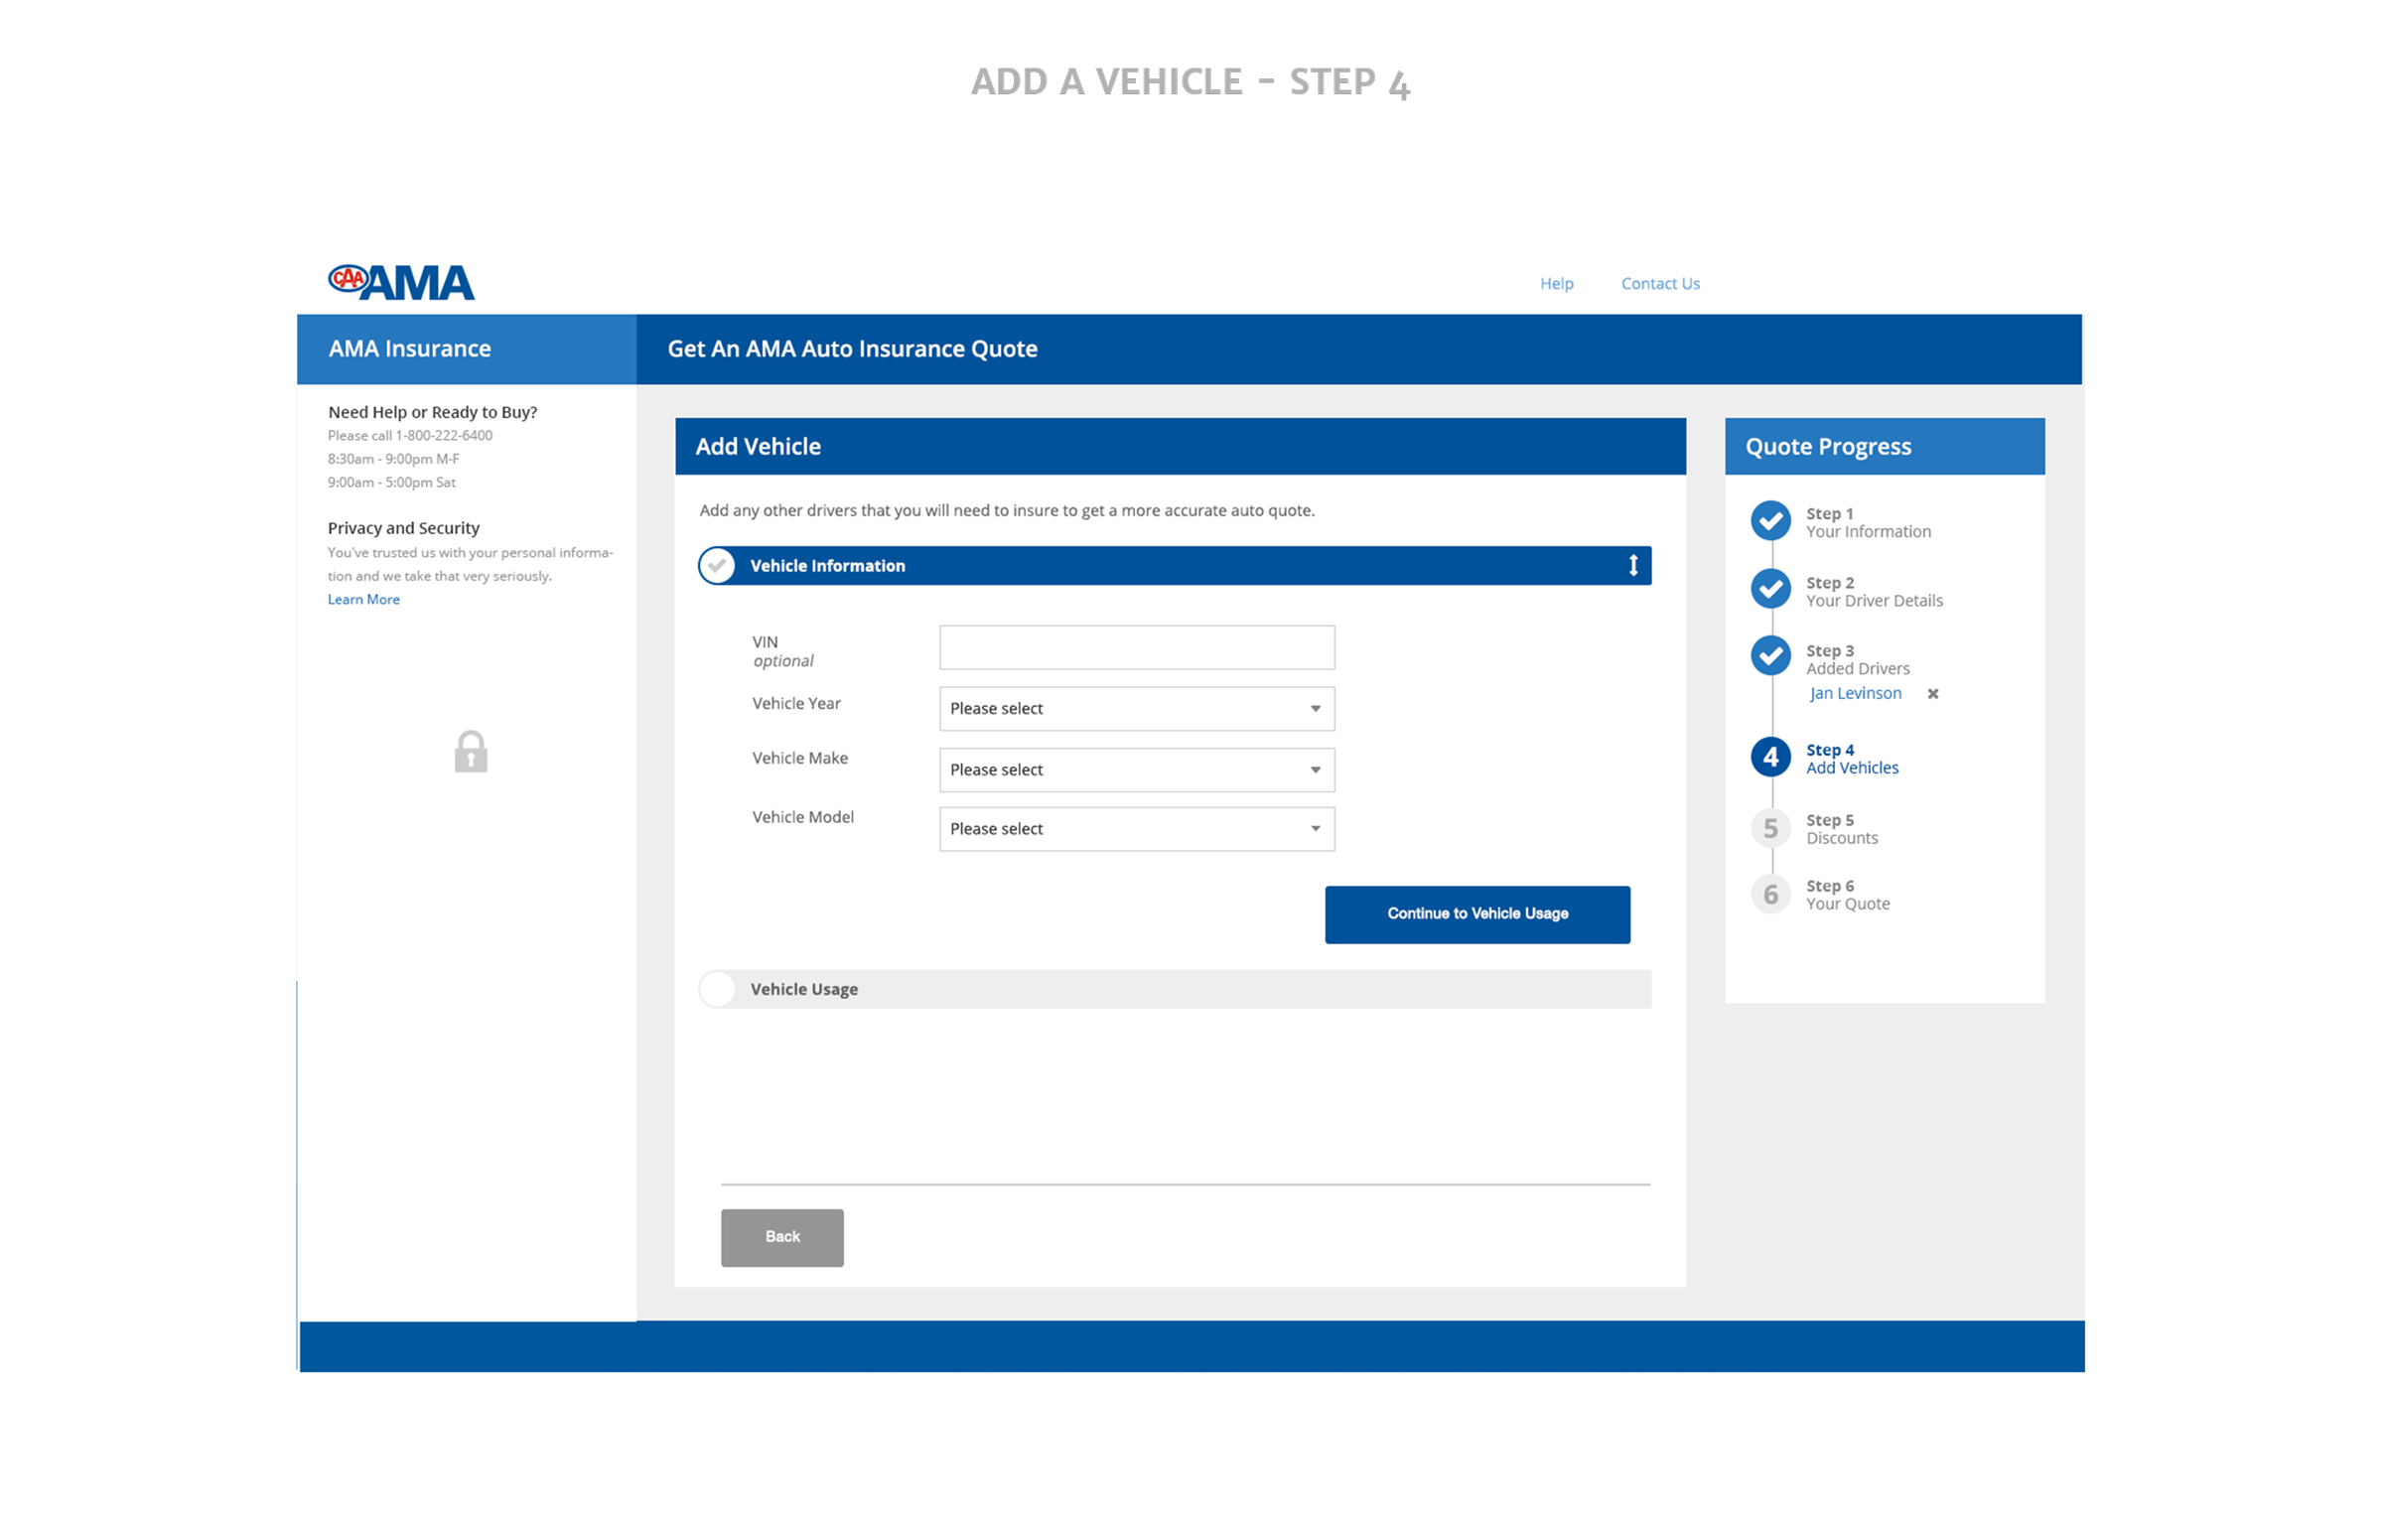 ADD A VEHICLE - STEP 4
CAA AMA
Help
Contact Us
AMA Insurance
Get An AMA Auto Insurance Quote
Need Help or Ready to Buy?
Please call 1-800-222-6400
8:30am - 9:00pm M-F
9:00am - 5:00pm Sat
Privacy and Security
You've trusted us with your personal informa-
tion and we take that very seriously.
Learn More
Add Vehicle
Add any other drivers that you will need to insure to get a more accurate auto quote.
Vehicle Information
VIN
optional
Vehicle Year
Please select
Vehicle Make
Please select
Vehicle Model
Please select
Continue to Vehicle Usage
Vehicle Usage
Back
Quote Progress
Step 1
Your Information
Step 2
Your Driver Details
Step 3
Added Drivers
Jan Levinson
4
Step 4
Add Vehicles
5
Step 5
Discounts
6
Step 6
Your Quote